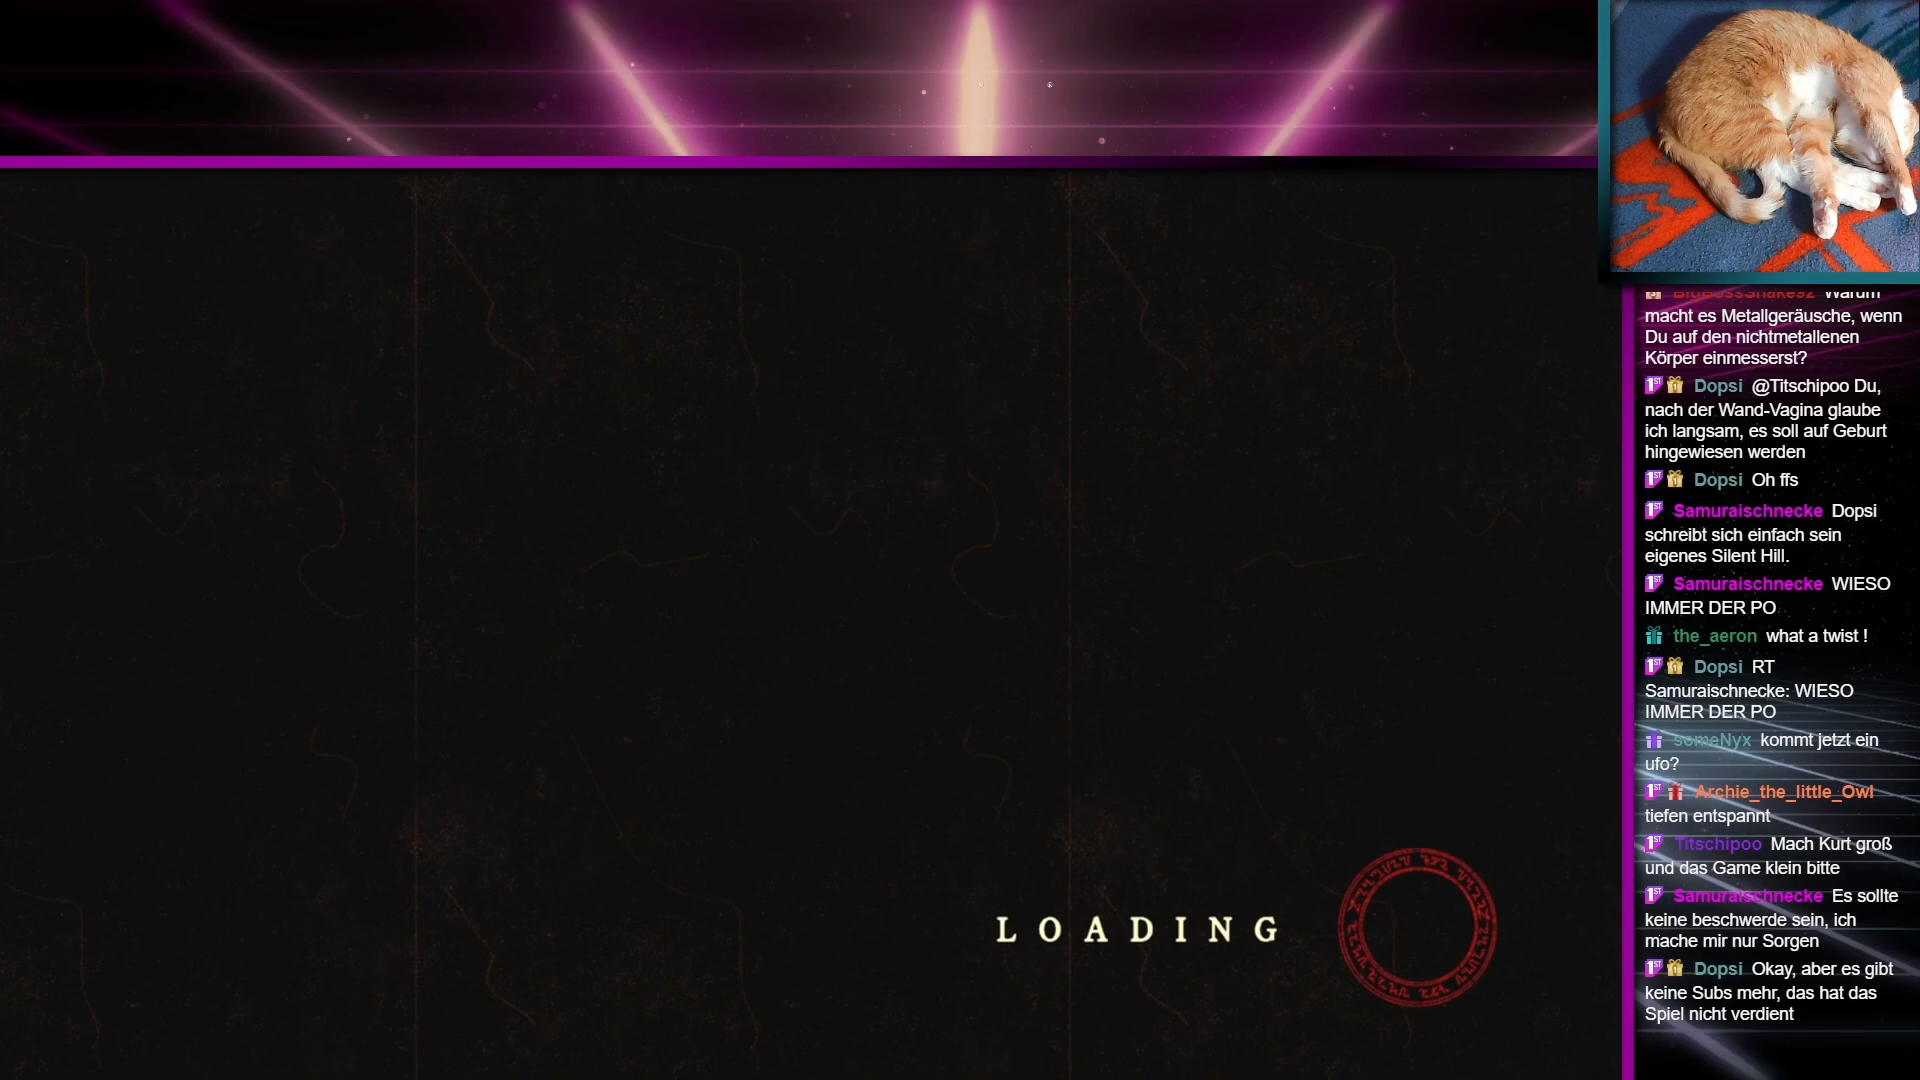 LOADING
BlueBossSnake92 Warum
macht es Metallgeräusche, wenn
Du auf den nichtmetallenen
Körper einmesserst?
Dopsi @Titschipoo Du,
nach der Wand-Vagina glaube
ich langsam, es soll auf Geburt
hingewiesen werden
Dopsi Oh ffs
Samuraischnecke Dopsi
schreibt sich einfach sein
eigenes Silent Hill.
Samuraischnecke WIESO
IMMER DER PO
the_aeron what a twist !
Dopsi RT
Samuraischnecke: WIESO
IMMER DER PO
someNyx kommt jetzt ein
ufo?
Archie_the_little_Owl
tiefen entspannt
Titschipoo Mach Kurt groß
und das Game klein bitte
Samuraischnecke Es sollte
keine beschwerde sein, ich
mache mir nur Sorgen
Dopsi Okay, aber es gibt
keine Subs mehr, das hat das
Spiel nicht verdient